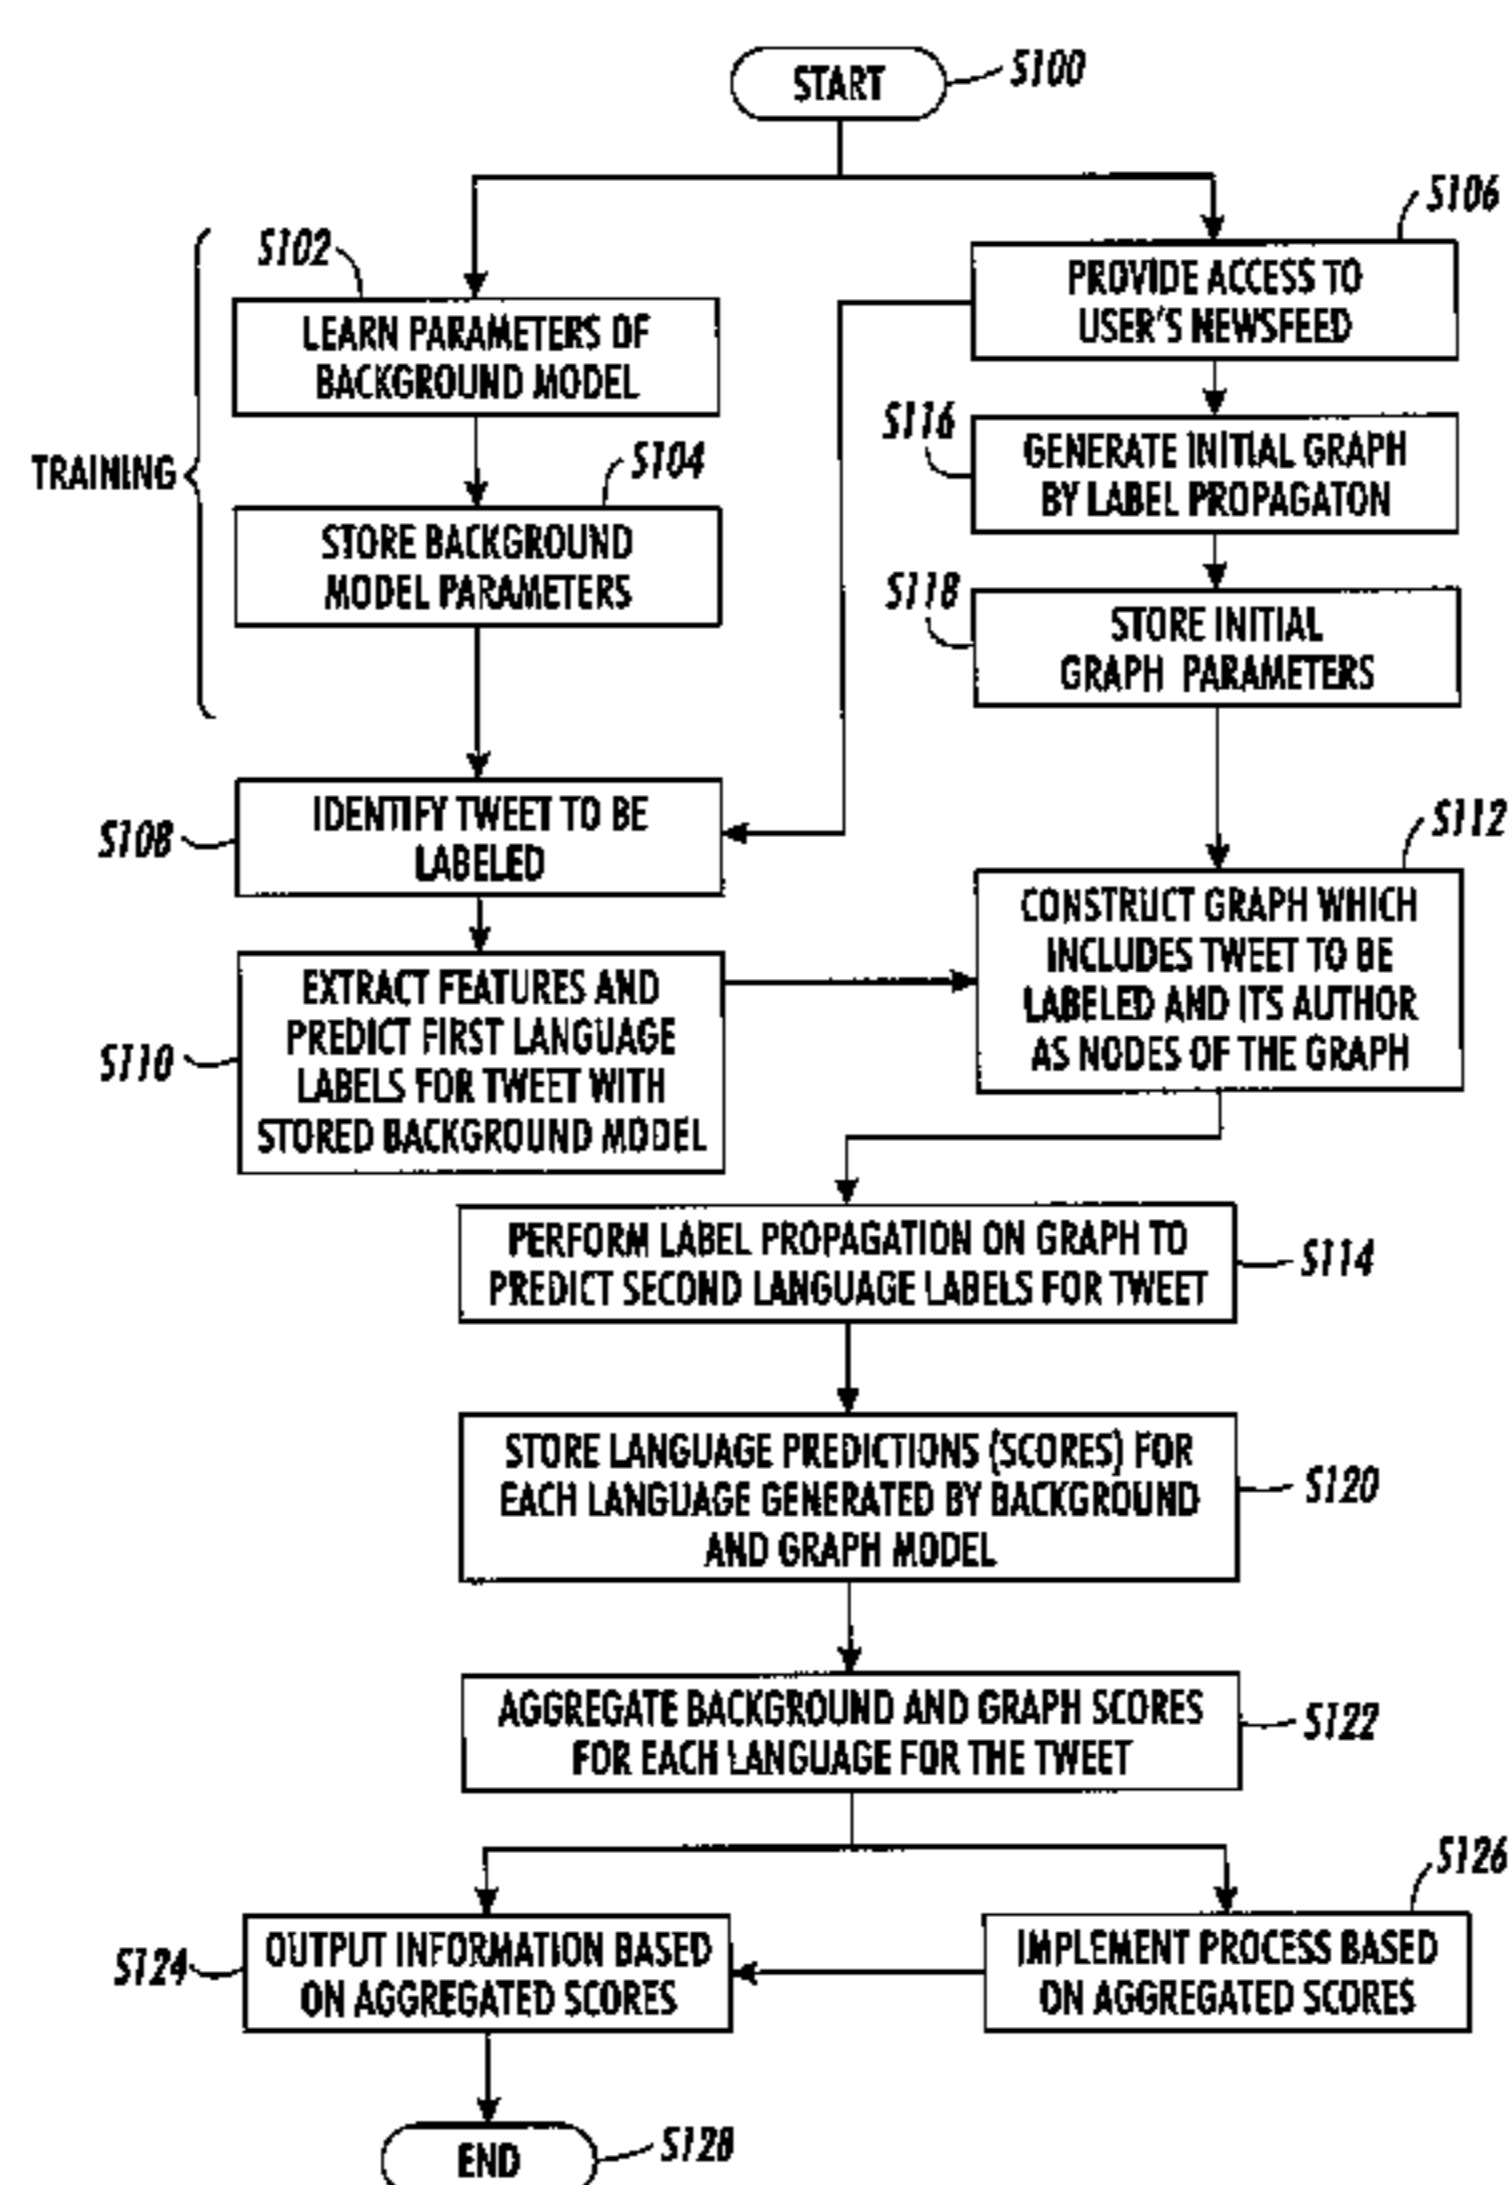 START
S100
S106
S102
PROVIDE ACCESS TO
USER'S NEWSFEED
LEARN PARAMETERS OF
BACKGROUND MODEL
TRAINING
S104
S116
GENERATE INITIAL GRAPH
BY LABEL PROPAGATON
STORE BACKGROUND
MODEL PARAMETERS
S118
STORE INITIAL
GRAPH PARAMETERS
S108
IDENTIFY TWEET TO BE
LABELED
S112
CONSTRUCT GRAPH WHICH
INCLUDES TWEET TO BE
LABELED AND ITS AUTHOR
AS NODES OF THE GRAPH
S110
EXTRACT FEATURES AND
PREDICT FIRST LANGUAGE
LABELS FOR TWEET WITH
STORED BACKGROUND MODEL
PERFORM LABEL PROPAGATION ON GRAPH TO
PREDICT SECOND LANGUAGE LABELS FOR TWEET
S114
STORE LANGUAGE PREDICTIONS (SCORES) FOR
EACH LANGUAGE GENERATED BY BACKGROUND
AND GRAPH MODEL
S120
AGGREGATE BACKGROUND AND GRAPH SCORES
FOR EACH LANGUAGE FOR THE TWEET
S122
S126
S124
OUTPUT INFORMATION BASED
ON AGGREGATED SCORES
IMPLEMENT PROCESS BASED
ON AGGREGATED SCORES
END
S128